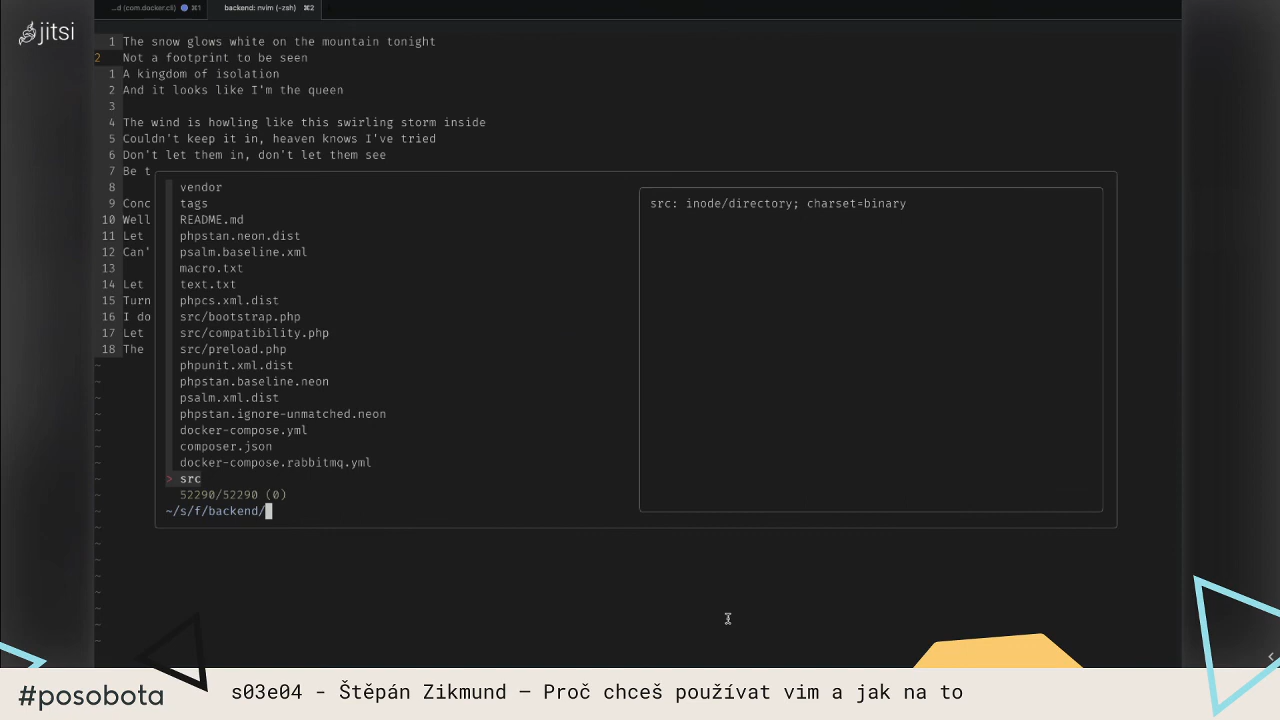 …d (com.docker.cli) ⌘1 backend: nvim (-zsh) ⌘2
jitsi
1 The snow glows white on the mountain tonight
2 Not a footprint to be seen
1 A kingdom of isolation
2 And it looks like I'm the queen
3
4 The wind is howling like this swirling storm inside
5 Couldn't keep it in, heaven knows I've tried
6 Don't let them in, don't let them see
7 Be t
8
9 Conc
10 Well
11 Let
12 Can'
13
14 Let
15 Turn
16 I do
17 Let
18 The
vendor
tags
README.md
phpstan.neon.dist
psalm.baseline.xml
macro.txt
text.txt
phpcs.xml.dist
src/bootstrap.php
src/compatibility.php
src/preload.php
phpunit.xml.dist
phpstan.baseline.neon
psalm.xml.dist
phpstan.ignore-unmatched.neon
docker-compose.yml
composer.json
docker-compose.rabbitmq.yml
> src
52290/52290 (0)
~/s/f/backend/
src: inode/directory; charset=binary
#posobota
s03e04 - Štěpán Zikmund – Proč chceš používat vim a jak na to